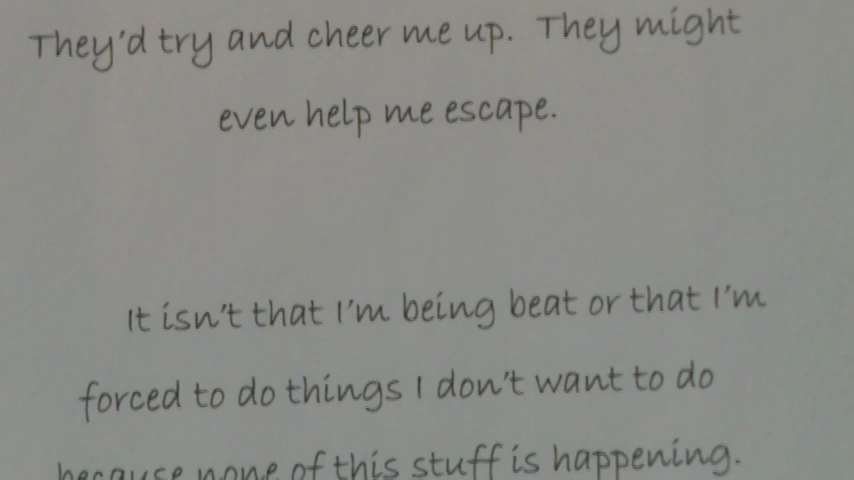 They'd try and cheer me up. They might
even help me escape.
It isn't that I'm being beat or that I'm
forced to do things I don't want to do
because none of this stuff is happening.